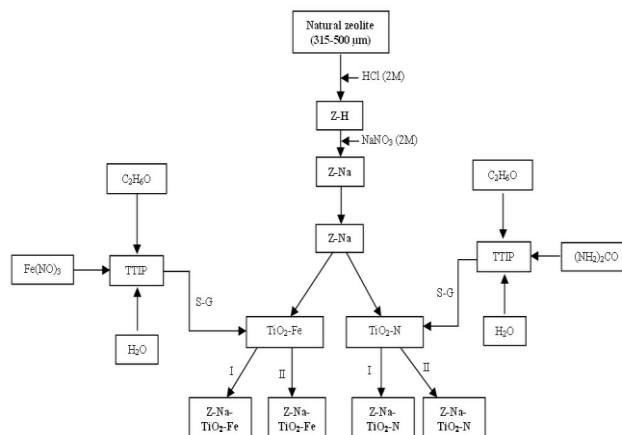 Natural zeolite
(315-500 μm)
HCl (2M)
Z-H
NaNO₃ (2M)
Z-Na
C₂H₆O
C₂H₆O
Z-Na
Fe(NO)₃
TTIP
TTIP
(NH₂)₂CO
S-G
S-G
H₂O
TiO₂-Fe
TiO₂-N
H₂O
I
II
I
II
Z-Na-
TiO₂-Fe
Z-Na-
TiO₂-Fe
Z-Na-
TiO₂-N
Z-Na-
TiO₂-N